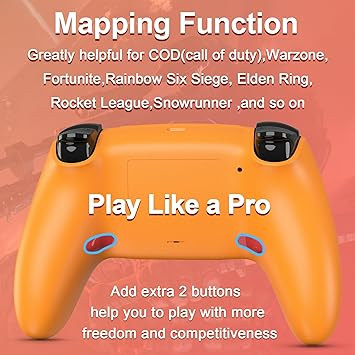 Mapping Function
Greatly helpful for COD(call of duty),Warzone,
Fortunite,Rainbow Six Siege, Elden Ring,
Rocket League,Snowrunner ,and so on
Play Like a Pro
Add extra 2 buttons
help you to play with more
freedom and competitiveness